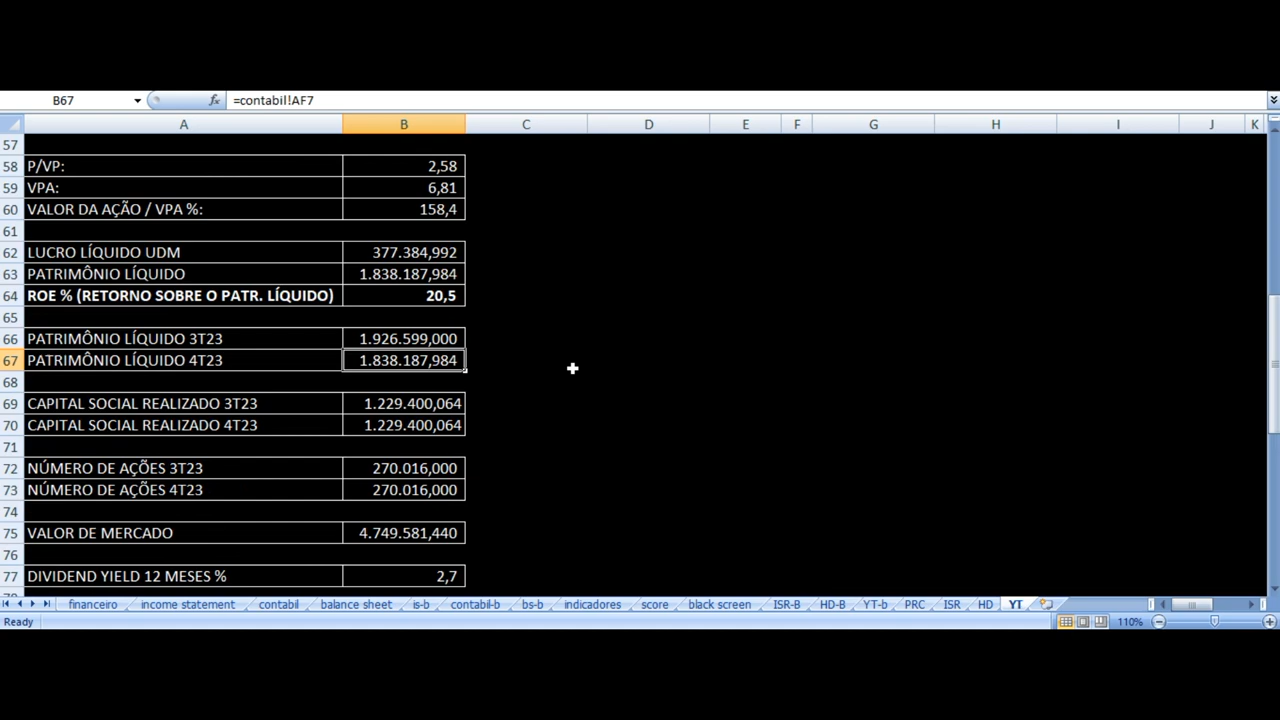 B67 fx =contabil!AF7
A B C D E F G H I J K
57
58 P/VP: 2,58
59 VPA: 6,81
60 VALOR DA AÇÃO / VPA %: 158,4
61
62 LUCRO LÍQUIDO UDM 377.384,992
63 PATRIMÔNIO LÍQUIDO 1.838.187,984
64 ROE % (RETORNO SOBRE O PATR. LÍQUIDO) 20,5
65
66 PATRIMÔNIO LÍQUIDO 3T23 1.926.599,000
67 PATRIMÔNIO LÍQUIDO 4T23 1.838.187,984
68
69 CAPITAL SOCIAL REALIZADO 3T23 1.229.400,064
70 CAPITAL SOCIAL REALIZADO 4T23 1.229.400,064
71
72 NÚMERO DE AÇÕES 3T23 270.016,000
73 NÚMERO DE AÇÕES 4T23 270.016,000
74
75 VALOR DE MERCADO 4.749.581,440
76
77 DIVIDEND YIELD 12 MESES % 2,7
financeiro income statement contabil balance sheet is-b contabil-b bs-b indicadores score black screen ISR-B HD-B YT-b PRC ISR HD YT
Ready 110%